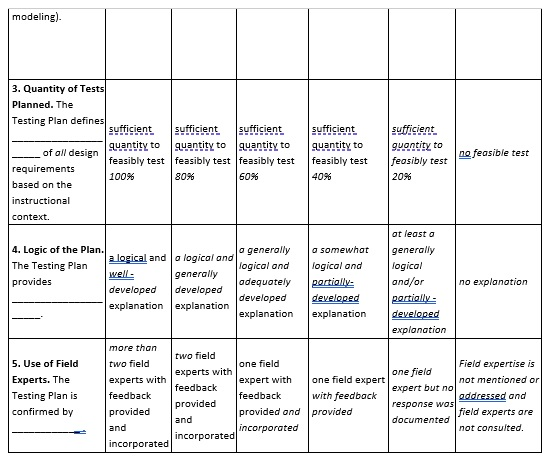 modeling).
3. Quantity of Tests
Planned. The
Testing Plan defines
____________________
_____ of all design
requirements
based on the
instructional
context.
sufficient
quantity to
feasibly test
100%
sufficient
quantity to
feasibly test
80%
sufficient
quantity to
feasibly test
60%
sufficient
quantity to
feasibly test
40%
sufficient
quantity to
feasibly test
20%
no feasible test
4. Logic of the Plan.
The Testing Plan
provides
____________________
_____.
a logical and
well -
developed
explanation
a logical and
generally
developed
explanation
a generally
logical and
adequately
developed
explanation
a somewhat
logical and
partially-
developed
explanation
at least a
generally
logical
and/or
partially -
developed
explanation
no explanation
5. Use of Field
Experts. The
Testing Plan is
confirmed by
_______________.
more than
two field
experts with
feedback
provided
and
incorporated
two field
experts with
feedback
provided
and
incorporated
one field
expert with
feedback
provided and
incorporated
one field expert
with feedback
provided
one field
expert but no
response was
documented
Field expertise is
not mentioned or
addressed and
field experts are
not consulted.